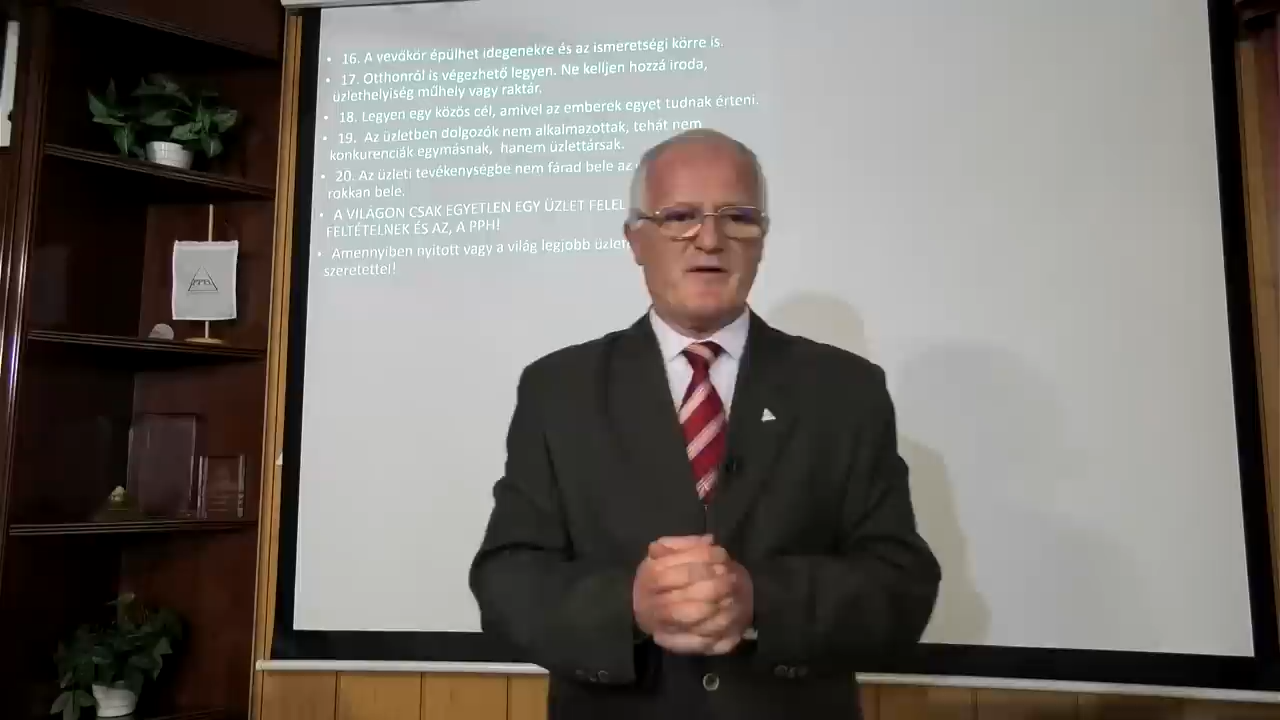 • 16. A vevőkör épülhet idegenekre és az ismeretségi körre is.
• 17. Otthonról is végezhető legyen. Ne kelljen hozzá iroda,
üzlethelyiség műhely vagy raktár.
• 18. Legyen egy közös cél, amivel az emberek egyet tudnak érteni.
• 19. Az üzletben dolgozók nem alkalmazottak, tehát nem
konkurenciák egymásnak, hanem üzlettársak.
• 20. Az üzleti tevékenységbe nem fárad bele az
rokkan bele.
• A VILÁGON CSAK EGYETLEN EGY ÜZLET FELEL
FELTÉTELNEK ÉS AZ, A PPH!
• Amennyiben nyitott vagy a világ legjobb
szeretettel!